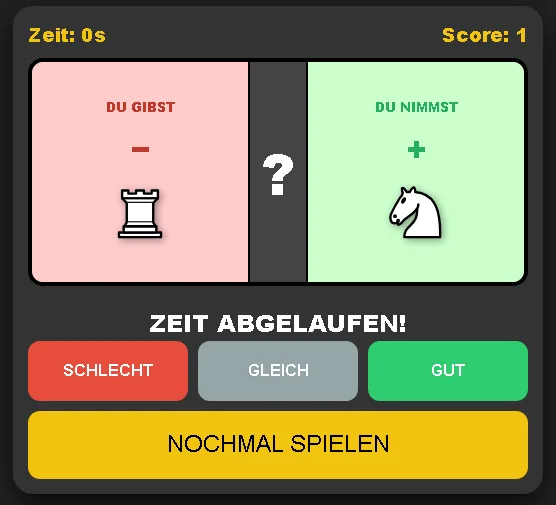 Zeit: 0s
Score: 1
DU GIBST
−
?
DU NIMMST
+
ZEIT ABGELAUFEN!
SCHLECHT
GLEICH
GUT
NOCHMAL SPIELEN